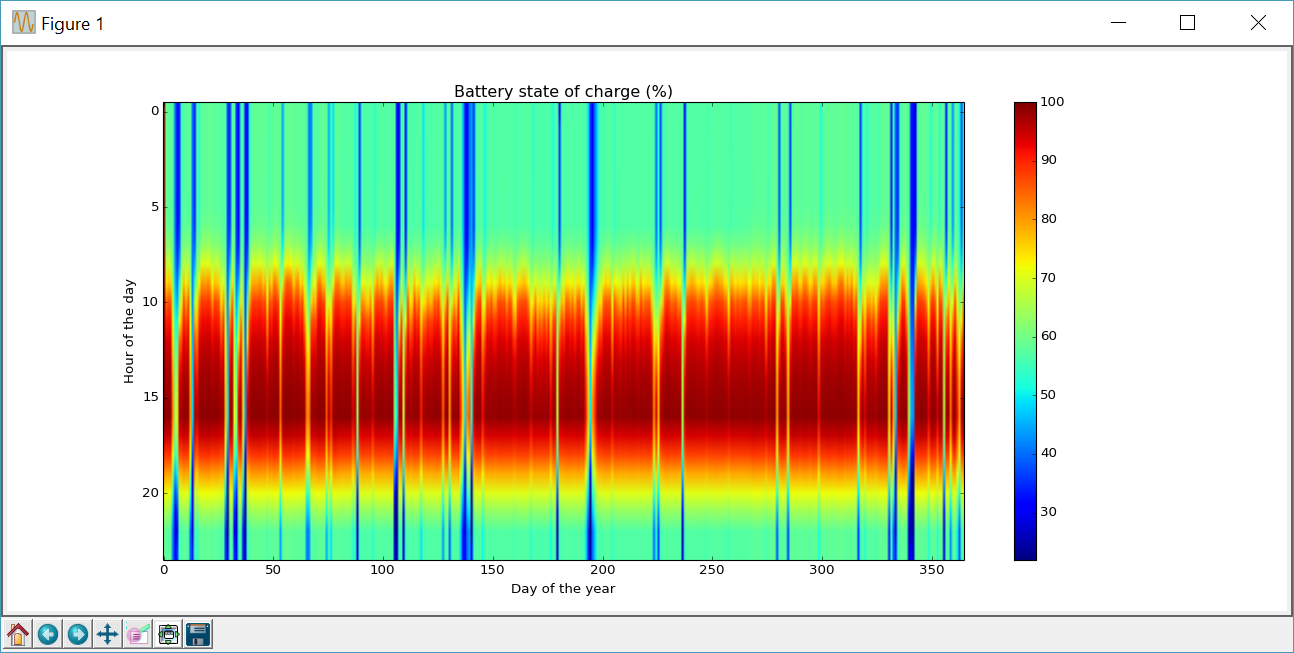 Figure 1
Battery state of charge (%)
0
5
10
15
20
Hour of the day
0 50 100 150 200 250 300 350
Day of the year
100
90
80
70
60
50
40
30